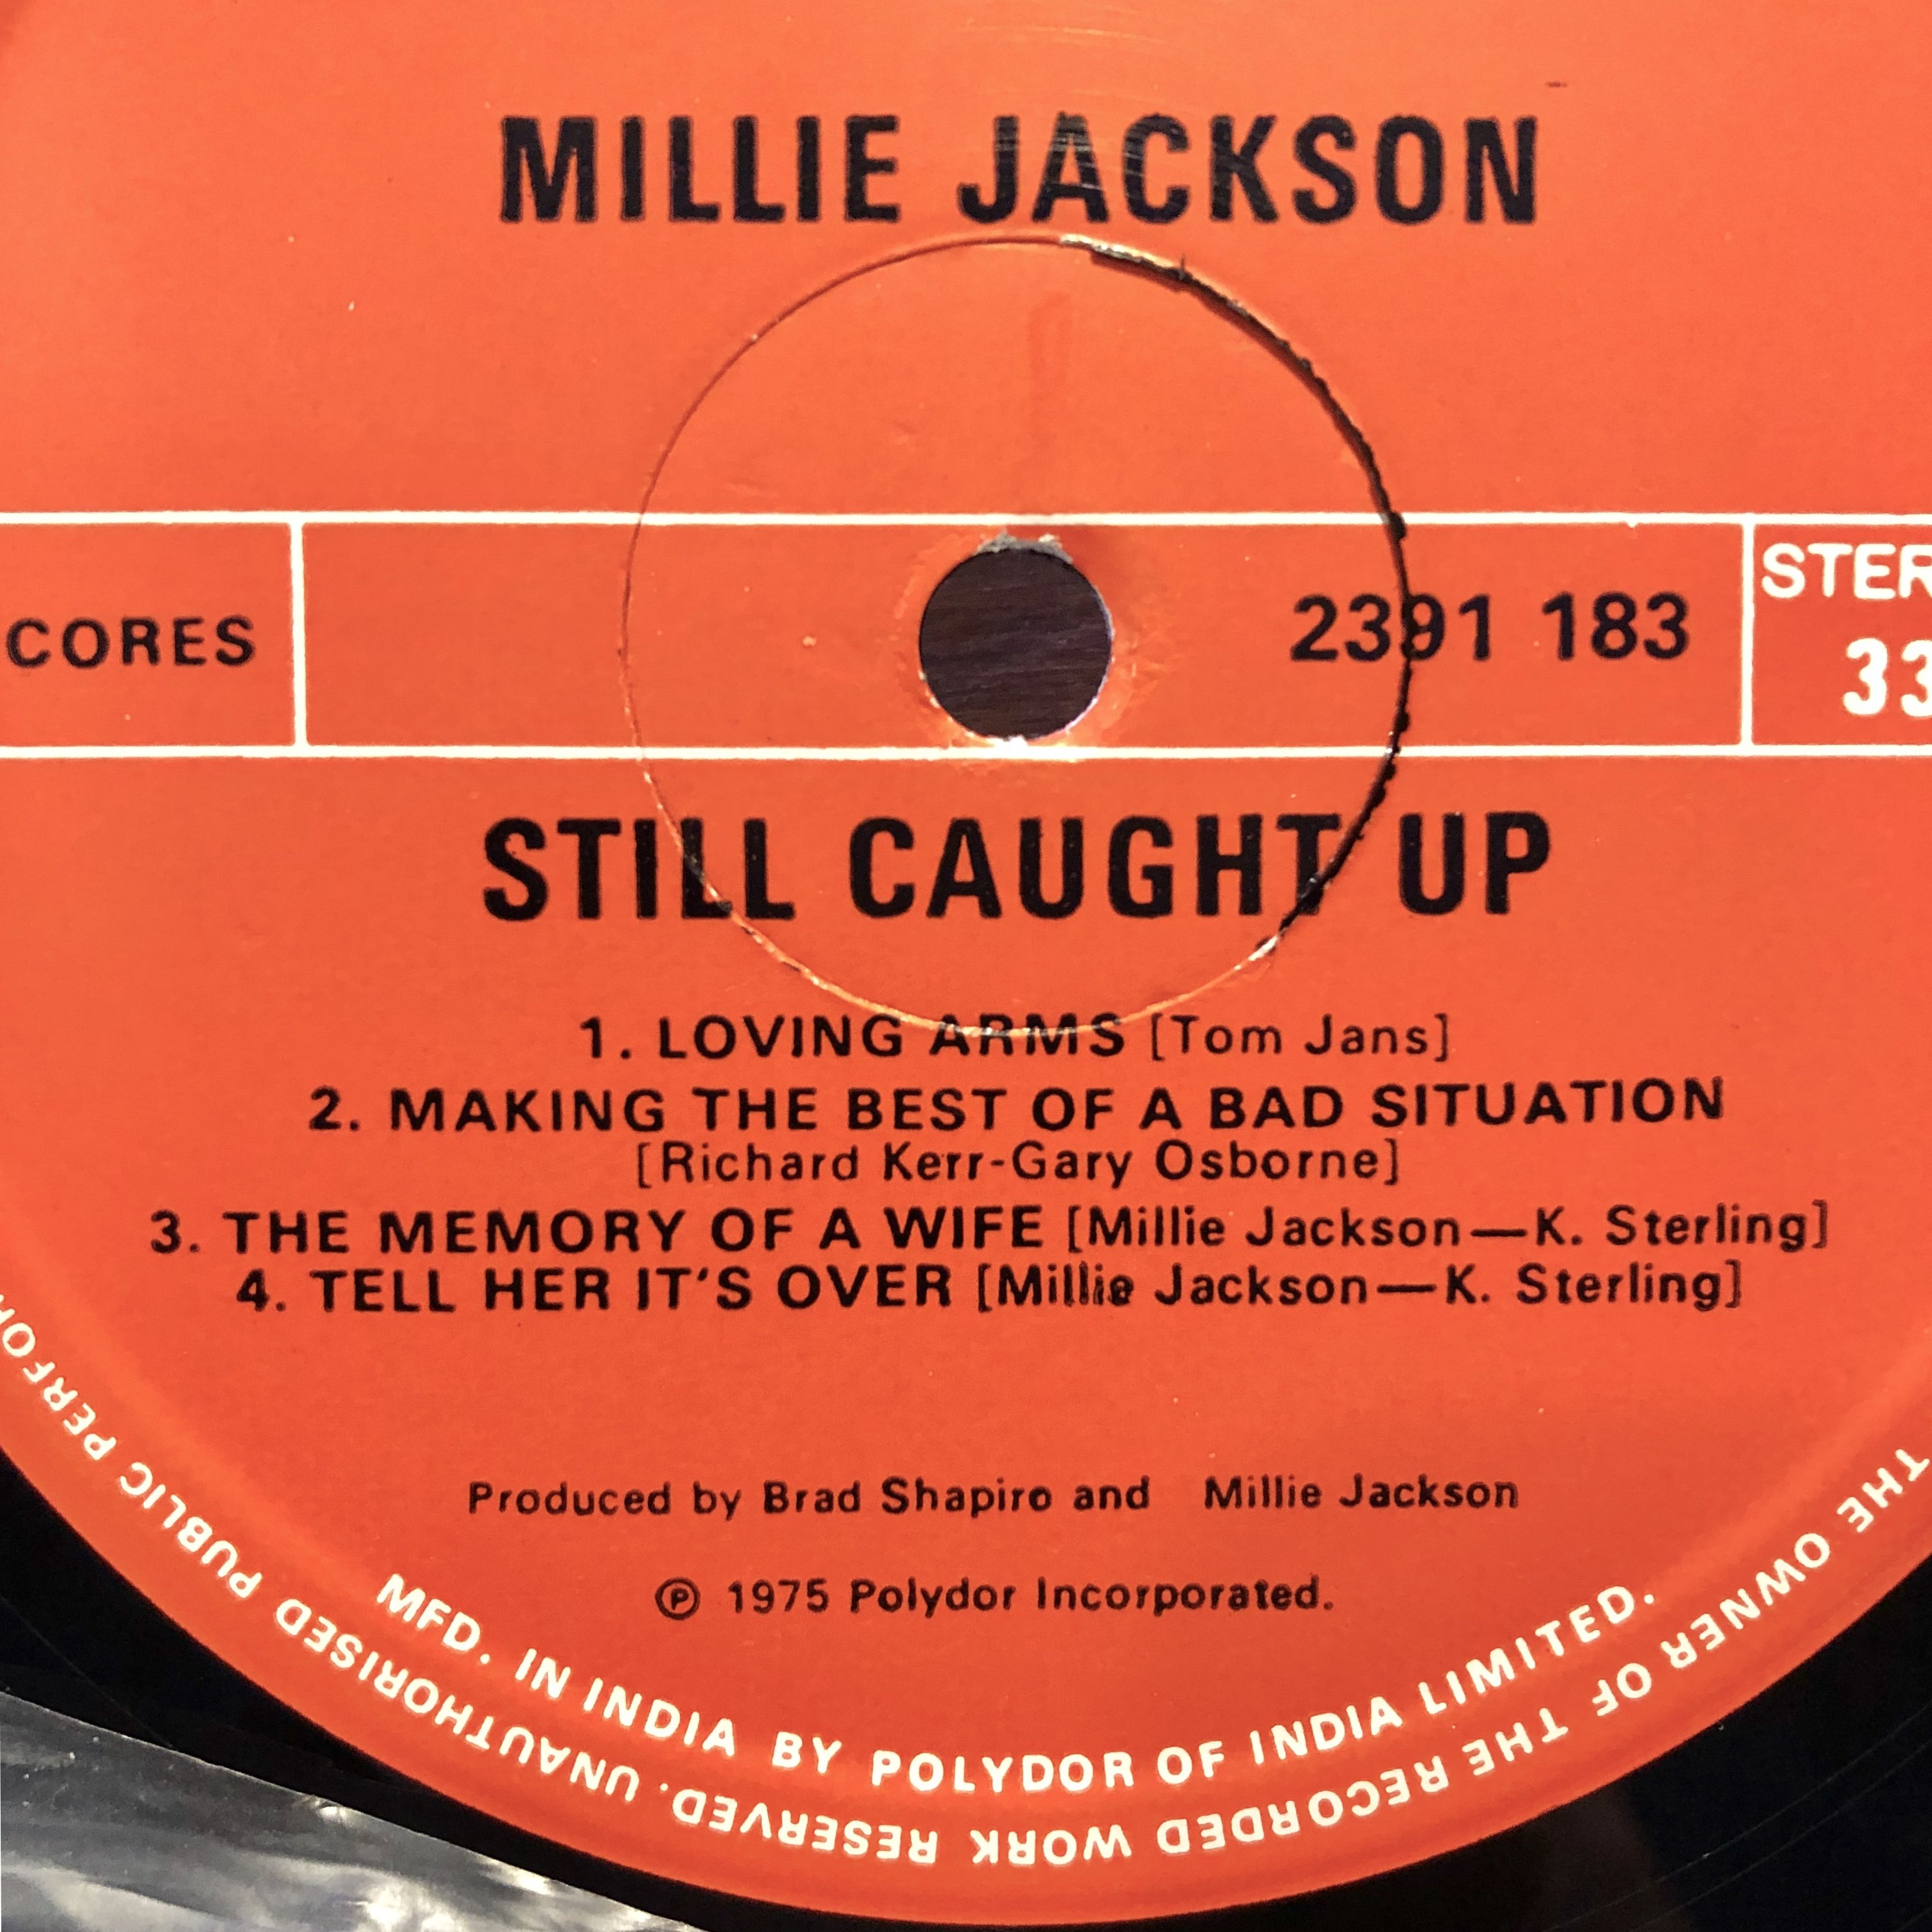 MILLIE JACKSON
CORES
2391 183
STER
33
STILL CAUGHT UP
1. LOVING ARMS [Tom Jans]
2. MAKING THE BEST OF A BAD SITUATION
[Richard Kerr-Gary Osborne]
3. THE MEMORY OF A WIFE [Millie Jackson—K. Sterling]
4. TELL HER IT'S OVER [Millie Jackson—K. Sterling]
Produced by Brad Shapiro and Millie Jackson
℗ 1975 Polydor Incorporated.
MFD. IN INDIA BY POLYDOR OF INDIA LIMITED.
THE OWNER OF THE RECORDED WORK RESERVED. UNAUTHORISED PUBLIC PERFOR